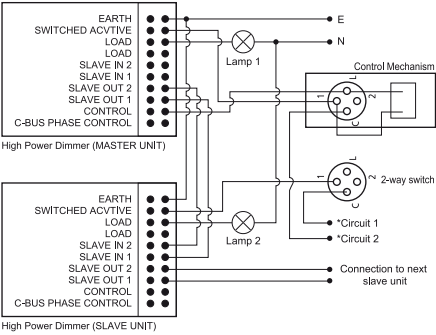 EARTH
SWITCHED ACVTIVE
LOAD
LOAD
SLAVE IN 2
SLAVE IN 1
SLAVE OUT 2
SLAVE OUT 1
CONTROL
C-BUS PHASE CONTROL
High Power Dimmer (MASTER UNIT)
E
N
Lamp 1
Control Mechanism
L
1
2
C
EARTH
SWITCHED ACVTIVE
LOAD
LOAD
SLAVE IN 2
SLAVE IN 1
SLAVE OUT 2
SLAVE OUT 1
CONTROL
C-BUS PHASE CONTROL
High Power Dimmer (SLAVE UNIT)
Lamp 2
L
1
2
C
2-way switch
*Circuit 1
*Circuit 2
Connection to next
slave unit